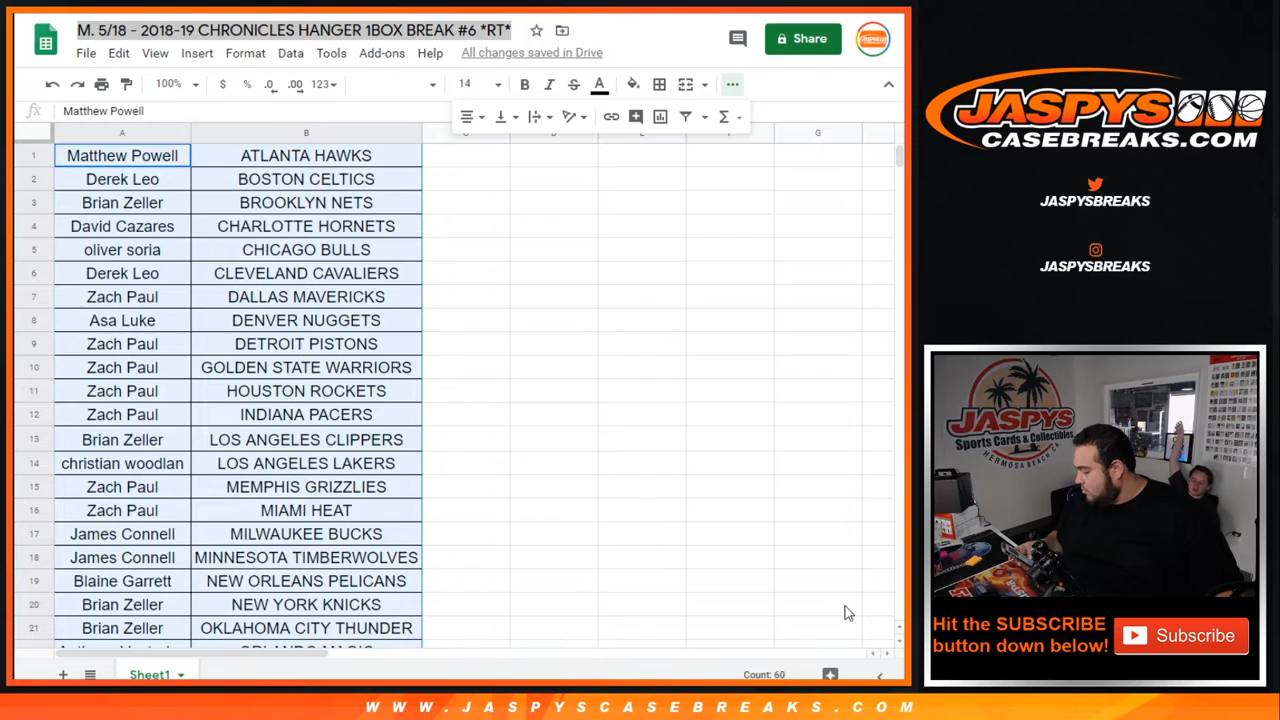 M. 5/18 - 2018-19 CHRONICLES HANGER 1BOX BREAK #6 *RT*
File Edit View Insert Format Data Tools Add-ons Help All changes saved in Drive
Share
100% $ % .0 .00 123 14 B I S A
fx Matthew Powell
A B G
1 Matthew Powell ATLANTA HAWKS
2 Derek Leo BOSTON CELTICS
3 Brian Zeller BROOKLYN NETS
4 David Cazares CHARLOTTE HORNETS
5 oliver soria CHICAGO BULLS
6 Derek Leo CLEVELAND CAVALIERS
7 Zach Paul DALLAS MAVERICKS
8 Asa Luke DENVER NUGGETS
9 Zach Paul DETROIT PISTONS
10 Zach Paul GOLDEN STATE WARRIORS
11 Zach Paul HOUSTON ROCKETS
12 Zach Paul INDIANA PACERS
13 Brian Zeller LOS ANGELES CLIPPERS
14 christian woodlan LOS ANGELES LAKERS
15 Zach Paul MEMPHIS GRIZZLIES
16 Zach Paul MIAMI HEAT
17 James Connell MILWAUKEE BUCKS
18 James Connell MINNESOTA TIMBERWOLVES
19 Blaine Garrett NEW ORLEANS PELICANS
20 Brian Zeller NEW YORK KNICKS
21 Brian Zeller OKLAHOMA CITY THUNDER
Sheet1
Count: 60
JASPYS
CASEBREAKS.COM
JASPYSBREAKS
JASPYSBREAKS
JASPYS
Sports Cards & Collectibles
HERMOSA BEACH CA
Hit the SUBSCRIBE
button down below!
Subscribe
WWW.JASPYSCASEBREAKS.COM